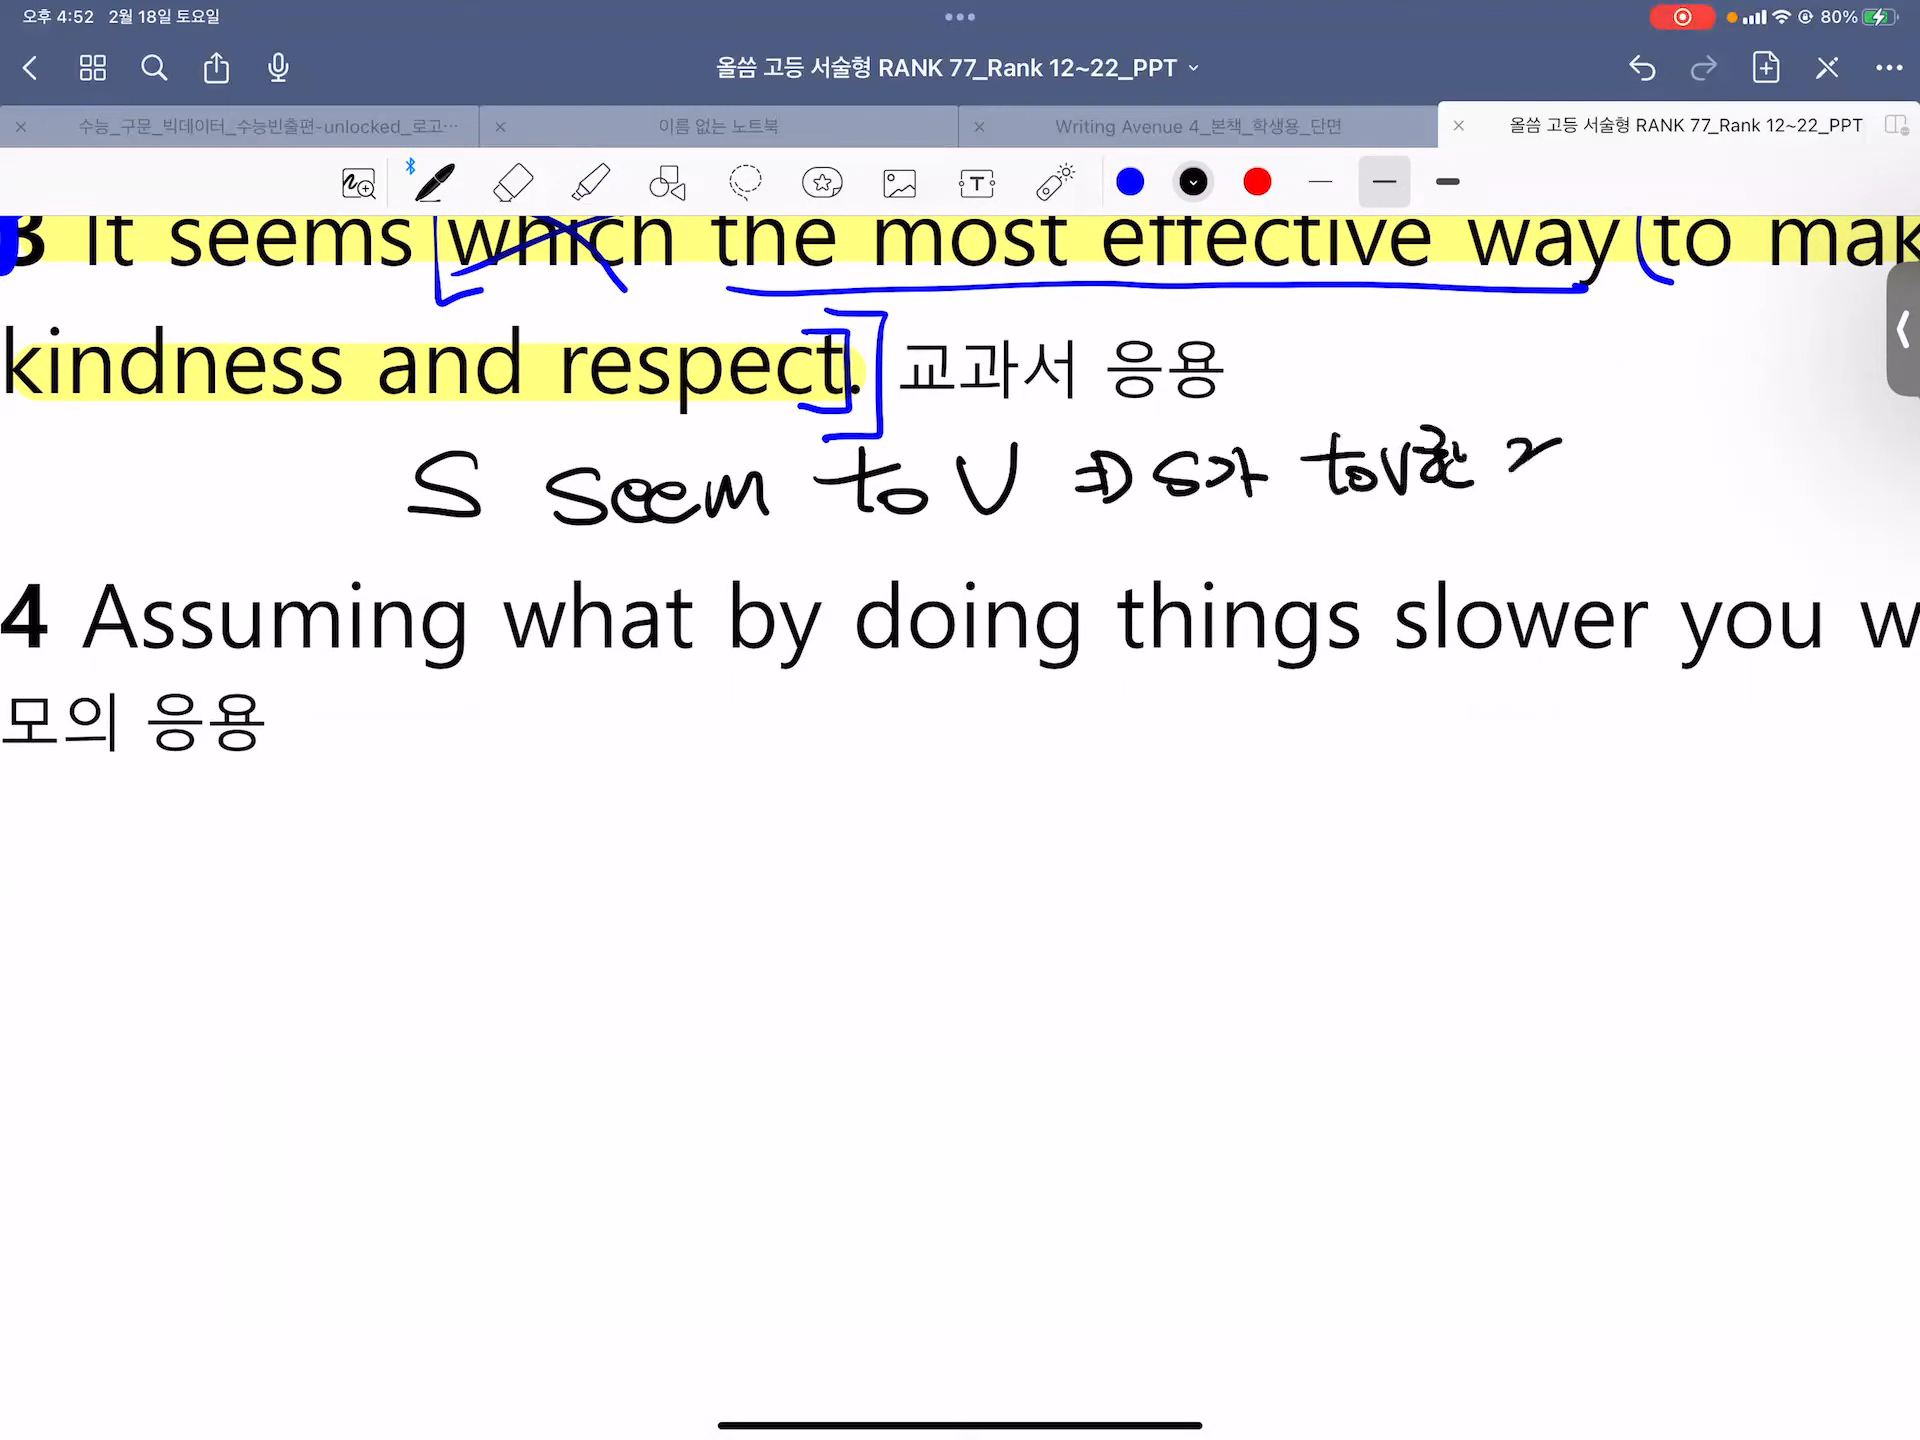 오후 4:52 2월 18일 토요일
80%
올씀 고등 서술형 RANK 77_Rank 12~22_PPT
수능_구문_빅데이터_수능빈출편-unlocked_로고…
이름 없는 노트북
Writing Avenue 4_본책_학생용_단면
올씀 고등 서술형 RANK 77_Rank 12~22_PPT
3 It seems which the most effective way to mak
kindness and respect. 교과서 응용
S seem to V ⇒ S가 to V
4 Assuming what by doing things slower you w
모의 응용